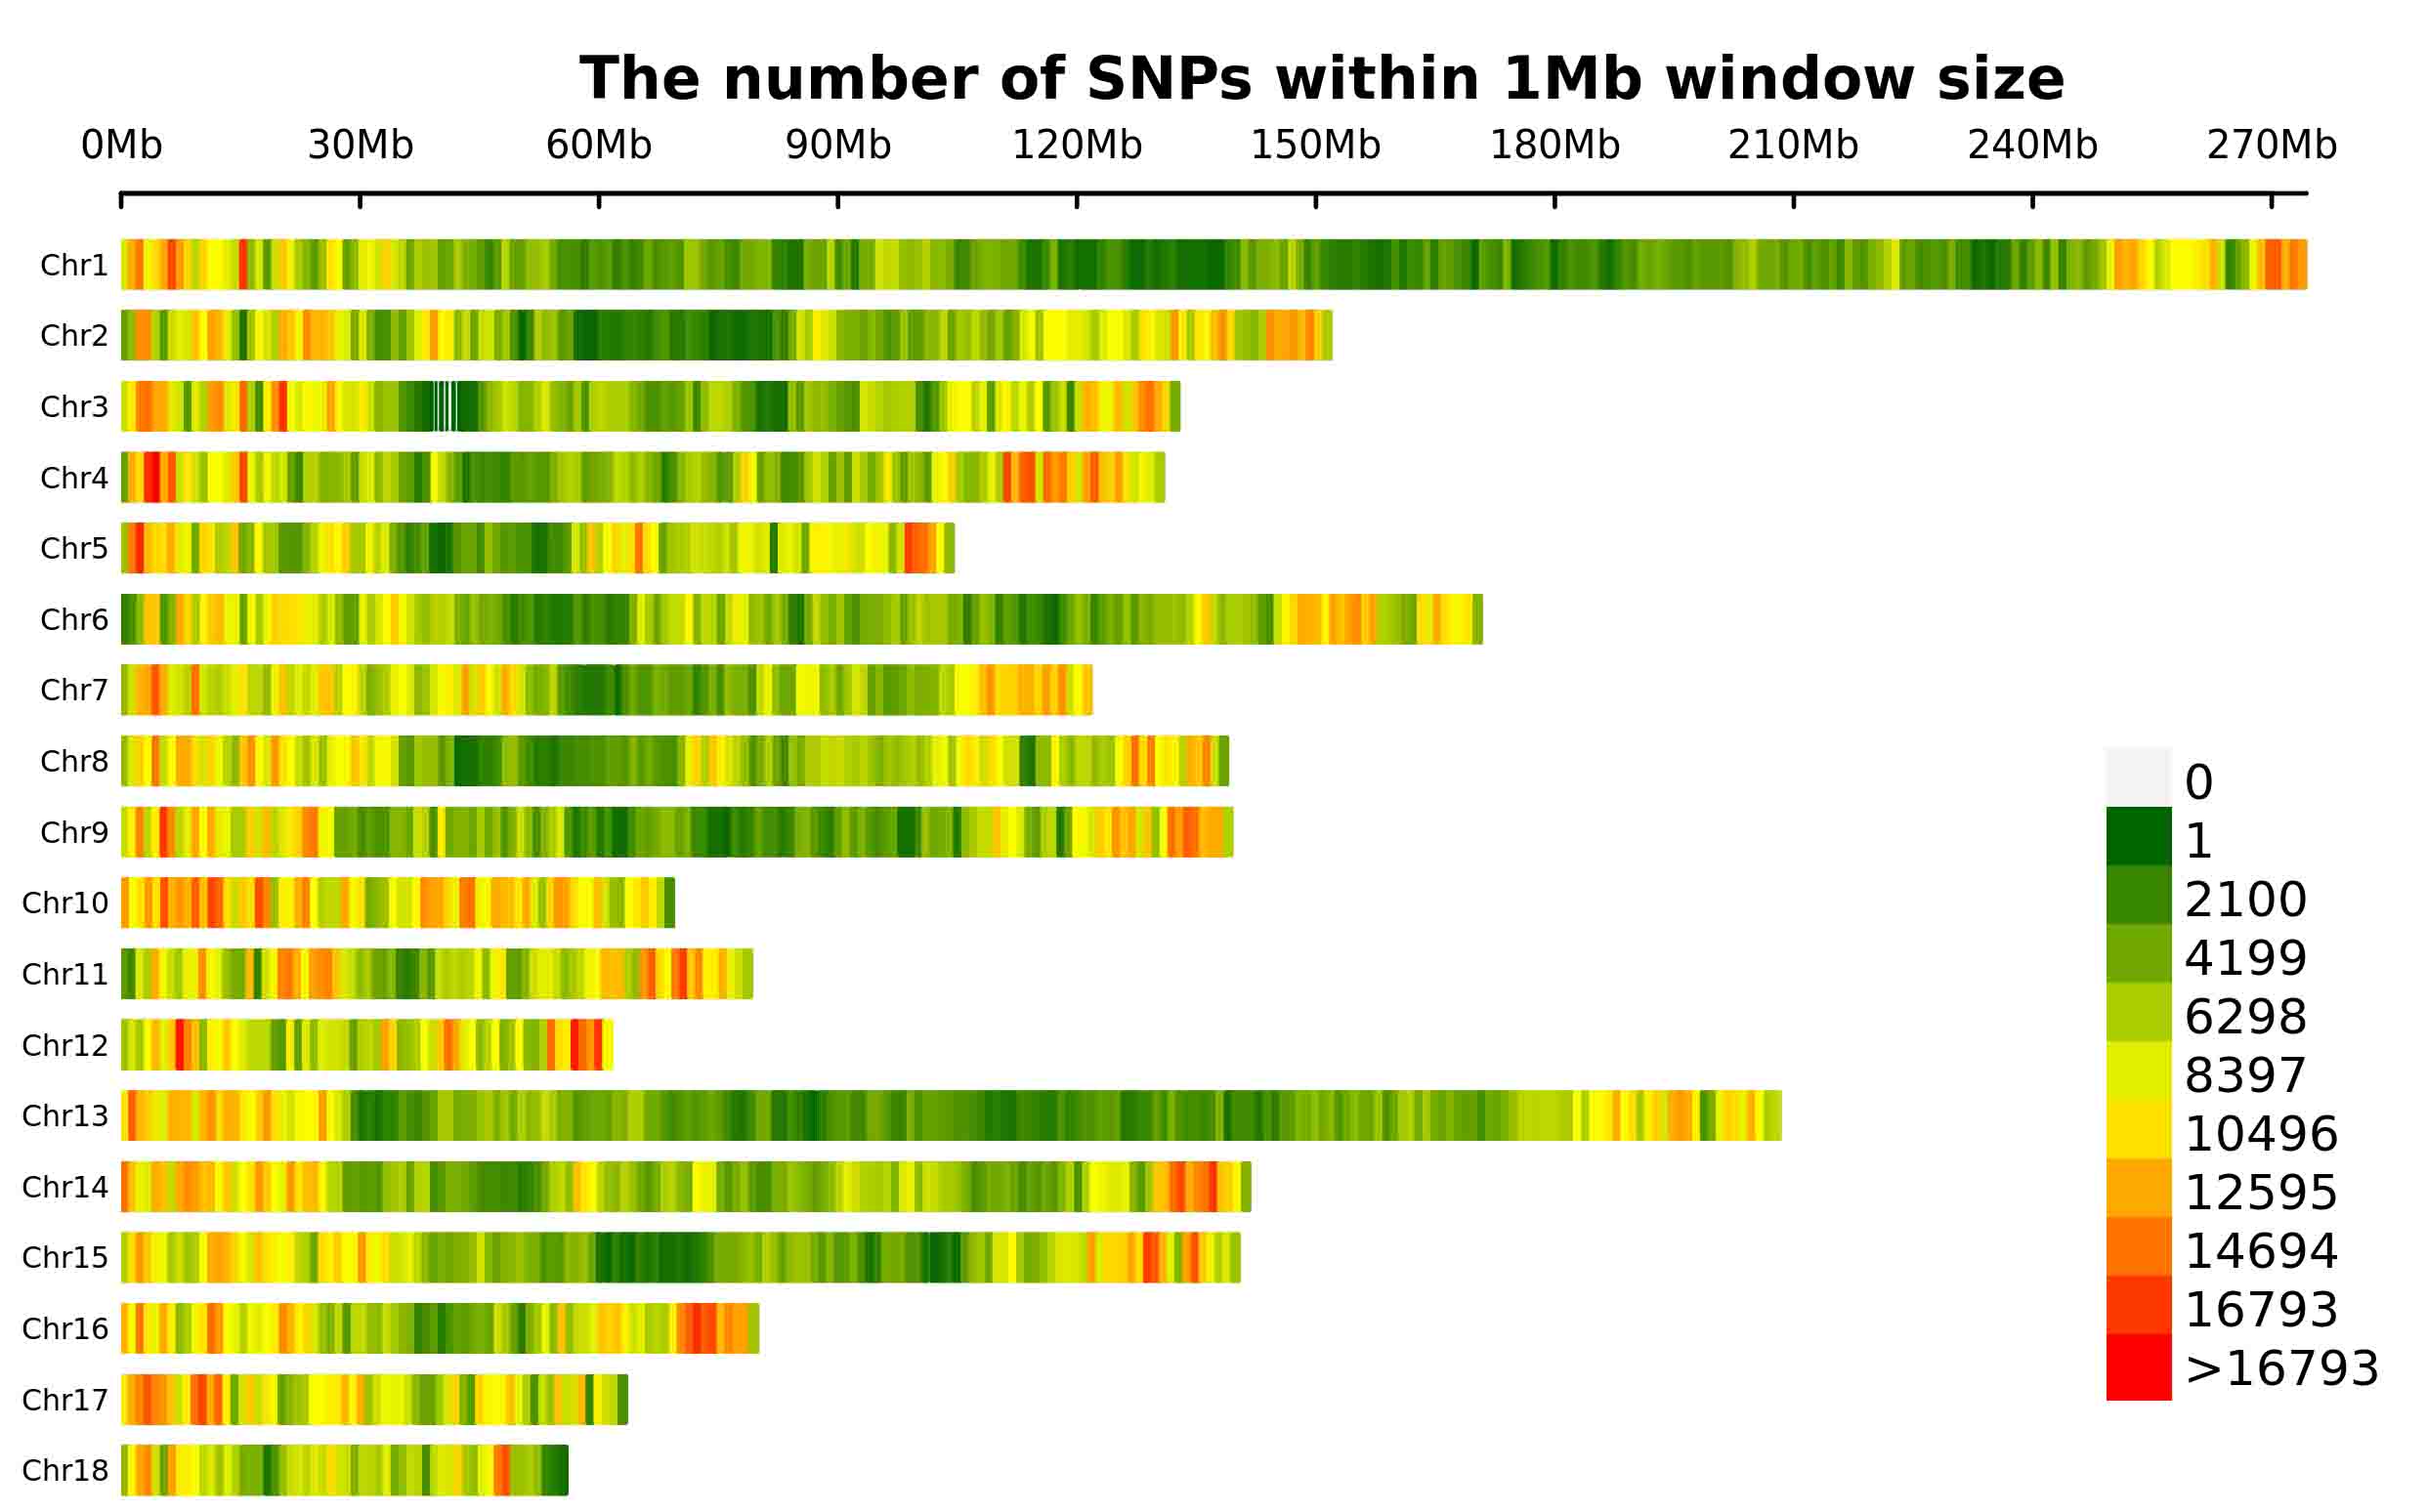 The number of SNPs within 1Mb window size
0Mb 30Mb 60Mb 90Mb 120Mb 150Mb 180Mb 210Mb 240Mb 270Mb
Chr1
Chr2
Chr3
Chr4
Chr5
Chr6
Chr7
Chr8
Chr9
Chr10
Chr11
Chr12
Chr13
Chr14
Chr15
Chr16
Chr17
Chr18
0
1
2100
4199
6298
8397
10496
12595
14694
16793
>16793